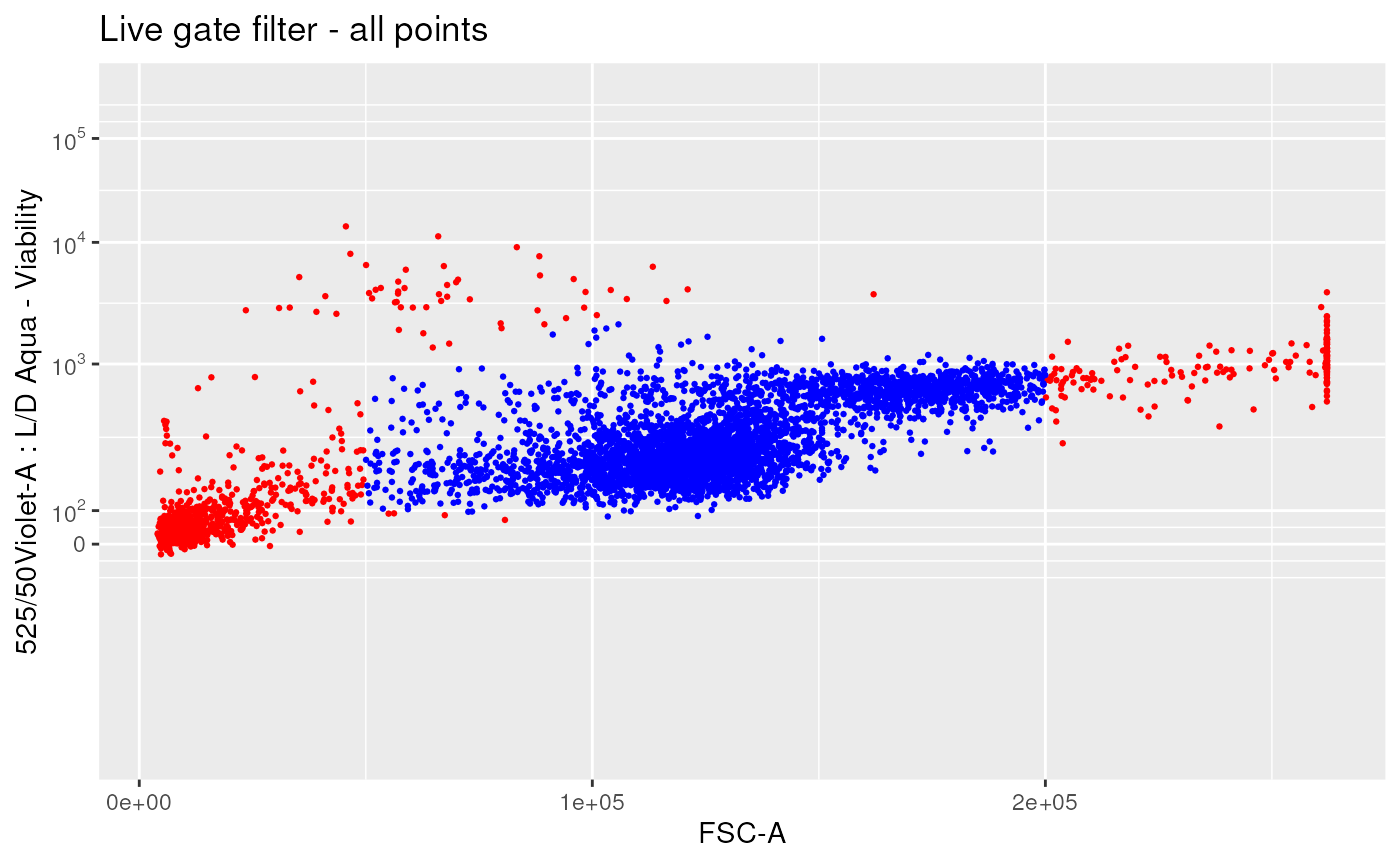 Live gate filter - all points
525/50Violet-A : L/D Aqua - Viability
10^5
10^4
10^3
10^2
0
0e+00
1e+05
2e+05
FSC-A